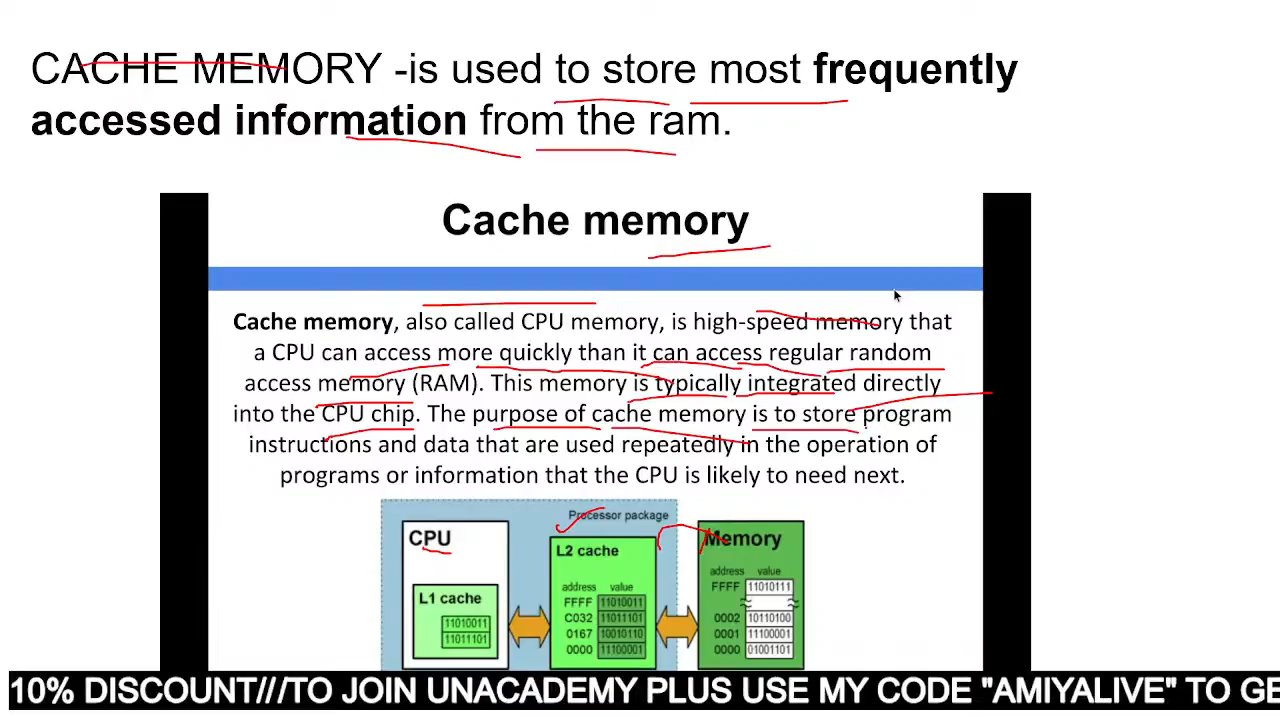 CACHE MEMORY -is used to store most frequently
accessed information from the ram.
Cache memory
Cache memory, also called CPU memory, is high-speed memory that
a CPU can access more quickly than it can access regular random
access memory (RAM). This memory is typically integrated directly
into the CPU chip. The purpose of cache memory is to store program
instructions and data that are used repeatedly in the operation of
programs or information that the CPU is likely to need next.
Processor package
CPU
L1 cache
11010011
11011101
L2 cache
address value
FFFF 11010011
C032 11011101
0167 10010110
0000 11100001
Memory
address value
FFFF 11010111
0002 10110100
0001 11100001
0000 01001101
10% DISCOUNT///TO JOIN UNACADEMY PLUS USE MY CODE "AMIYALIVE" TO GE